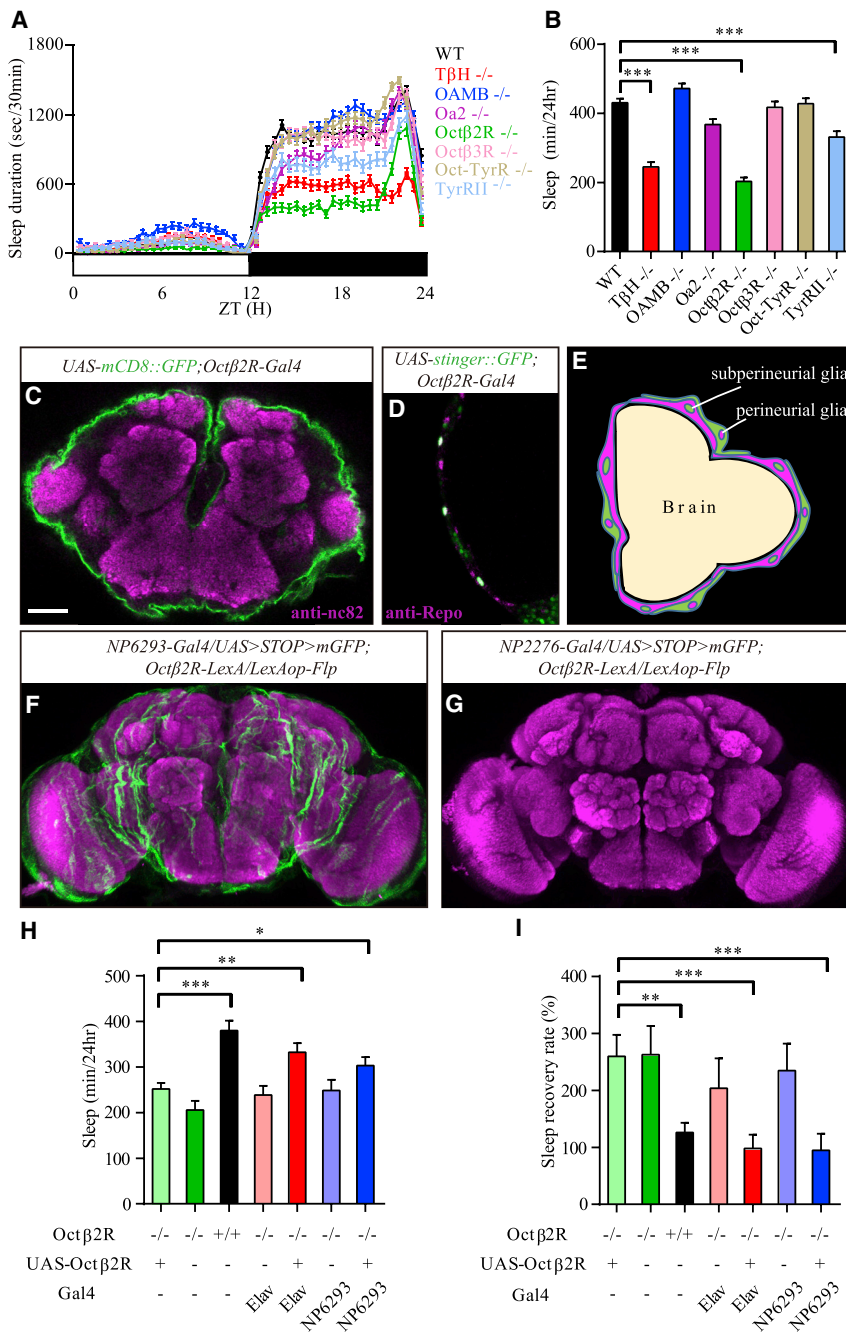 A
1800
1200
600
0
Sleep duration (sec/30min)
0
6
12
18
24
ZT (H)
WT
TβH -/-
OAMB -/-
Oa2 -/-
Octβ2R -/-
Octβ3R -/-
Oct-TyrR -/-
TyrRII -/-
B
600
400
200
0
Sleep (min/24hr)
***
***
***
WT
TβH -/-
OAMB -/-
Oa2 -/-
Octβ2R -/-
Octβ3R -/-
Oct-TyrR -/-
TyrRII -/-
UAS-mCD8::GFP;Octβ2R-Gal4
C
anti-nc82
UAS-stinger::GFP;
Octβ2R-Gal4
D
anti-Repo
E
subperineurial glia
perineurial glia
Brain
NP6293-Gal4/UAS>STOP>mGFP;
Octβ2R-LexA/LexAop-Flp
F
NP2276-Gal4/UAS>STOP>mGFP;
Octβ2R-LexA/LexAop-Flp
G
H
*
**
***
500
400
300
200
100
0
Sleep (min/24hr)
Octβ2R -/- -/- +/+ -/- -/- -/- -/-
UAS-Octβ2R + - - - + - +
Gal4 - - - Elav Elav NP6293 NP6293
I
***
***
**
400
300
200
100
0
Sleep recovery rate (%)
Octβ2R -/- -/- +/+ -/- -/- -/- -/-
UAS-Octβ2R + - - - + - +
Gal4 - - - Elav Elav NP6293 NP6293